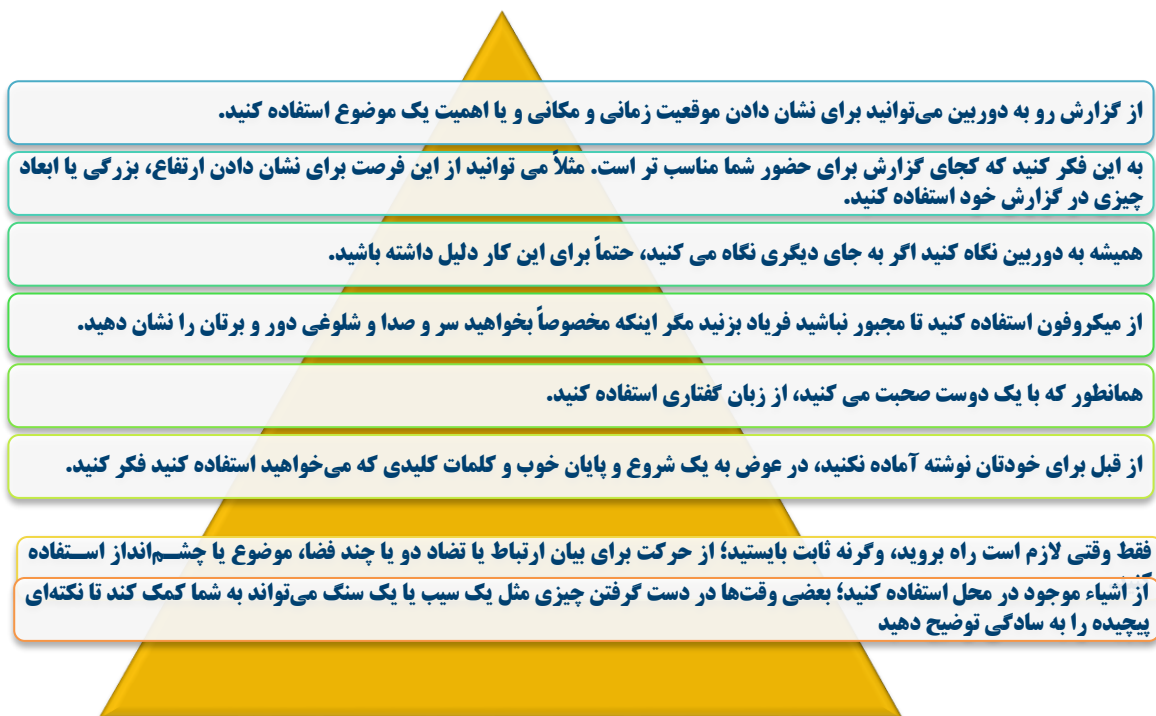 از گزارش رو به دوربین می‌توانید برای نشان دادن موقعیت زمانی و مکانی و یا اهمیت یک موضوع استفاده کنید.
به این فکر کنید که کجای گزارش برای حضور شما مناسب تر است. مثلاً می توانید از این فرصت برای نشان دادن ارتفاع، بزرگی یا ابعاد
چیزی در گزارش خود استفاده کنید.
همیشه به دوربین نگاه کنید اگر به جای دیگری نگاه می کنید، حتماً برای این کار دلیل داشته باشید.
از میکروفون استفاده کنید تا مجبور نباشید فریاد بزنید مگر اینکه مخصوصاً بخواهید سر و صدا و شلوغی دور و برتان را نشان دهید.
همانطور که با یک دوست صحبت می کنید، از زبان گفتاری استفاده کنید.
از قبل برای خودتان نوشته آماده نکنید، در عوض به یک شروع و پایان خوب و کلمات کلیدی که می‌خواهید استفاده کنید فکر کنید.
فقط وقتی لازم است راه بروید، وگرنه ثابت بایستید؛ از حرکت برای بیان ارتباط یا تضاد دو یا چند فضا، موضوع یا چشم‌انداز استفاده
از اشیاء موجود در محل استفاده کنید؛ بعضی وقت‌ها در دست گرفتن چیزی مثل یک سیب یا یک سنگ می‌تواند به شما کمک کند تا نکته‌ای
پیچیده را به سادگی توضیح دهید